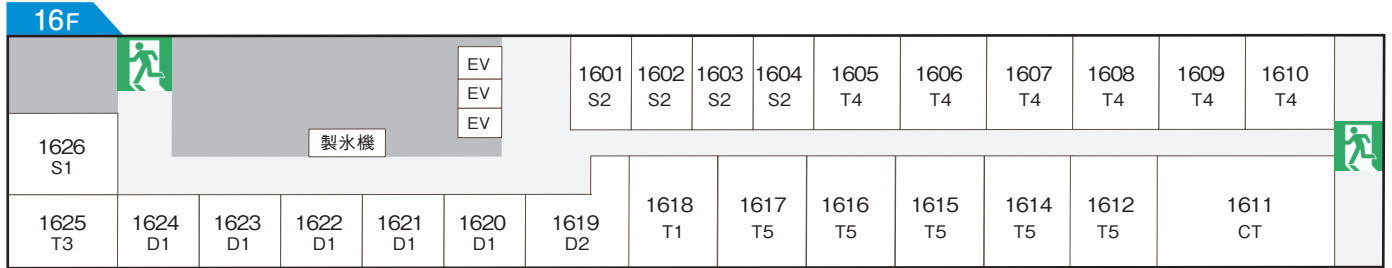 16F
EV
EV
EV
製氷機
1601
S2
1602
S2
1603
S2
1604
S2
1605
T4
1606
T4
1607
T4
1608
T4
1609
T4
1610
T4
1626
S1
1625
T3
1624
D1
1623
D1
1622
D1
1621
D1
1620
D1
1619
D2
1618
T1
1617
T5
1616
T5
1615
T5
1614
T5
1612
T5
1611
CT